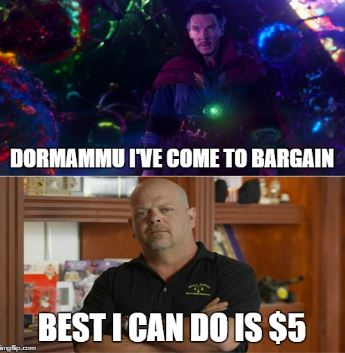 DORMAMMU I'VE COME TO BARGAIN
BEST I CAN DO IS $5
imgflip.com